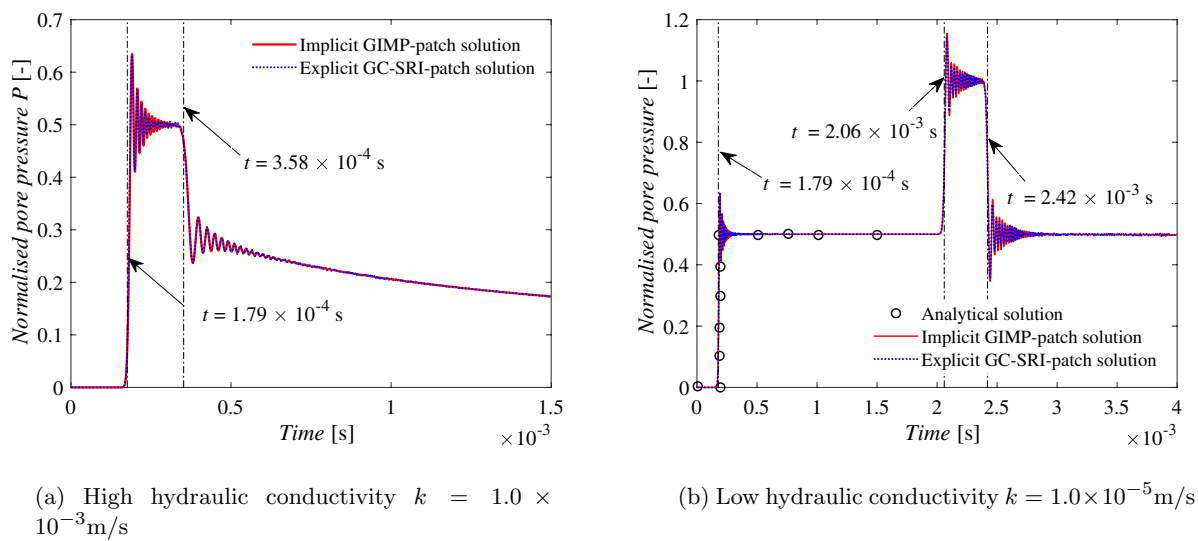 0.7
0.6
0.5
0.4
0.3
0.2
0.1
0
Normalised pore pressure P [-]
Implicit GIMP-patch solution
Explicit GC-SRI-patch solution
t = 3.58 × 10⁻⁴ s
t = 1.79 × 10⁻⁴ s
0 0.5 1 1.5
Time [s]
×10⁻³
(a) High hydraulic conductivity k = 1.0 ×
10⁻³m/s
1.2
1
0.8
0.6
0.4
0.2
0
Normalised pore pressure [-]
t = 2.06 × 10⁻³ s
t = 1.79 × 10⁻⁴ s
t = 2.42 × 10⁻³ s
Analytical solution
Implicit GIMP-patch solution
Explicit GC-SRI-patch solution
0 0.5 1 1.5 2 2.5 3 3.5 4
Time [s]
×10⁻³
(b) Low hydraulic conductivity k = 1.0×10⁻⁵m/s